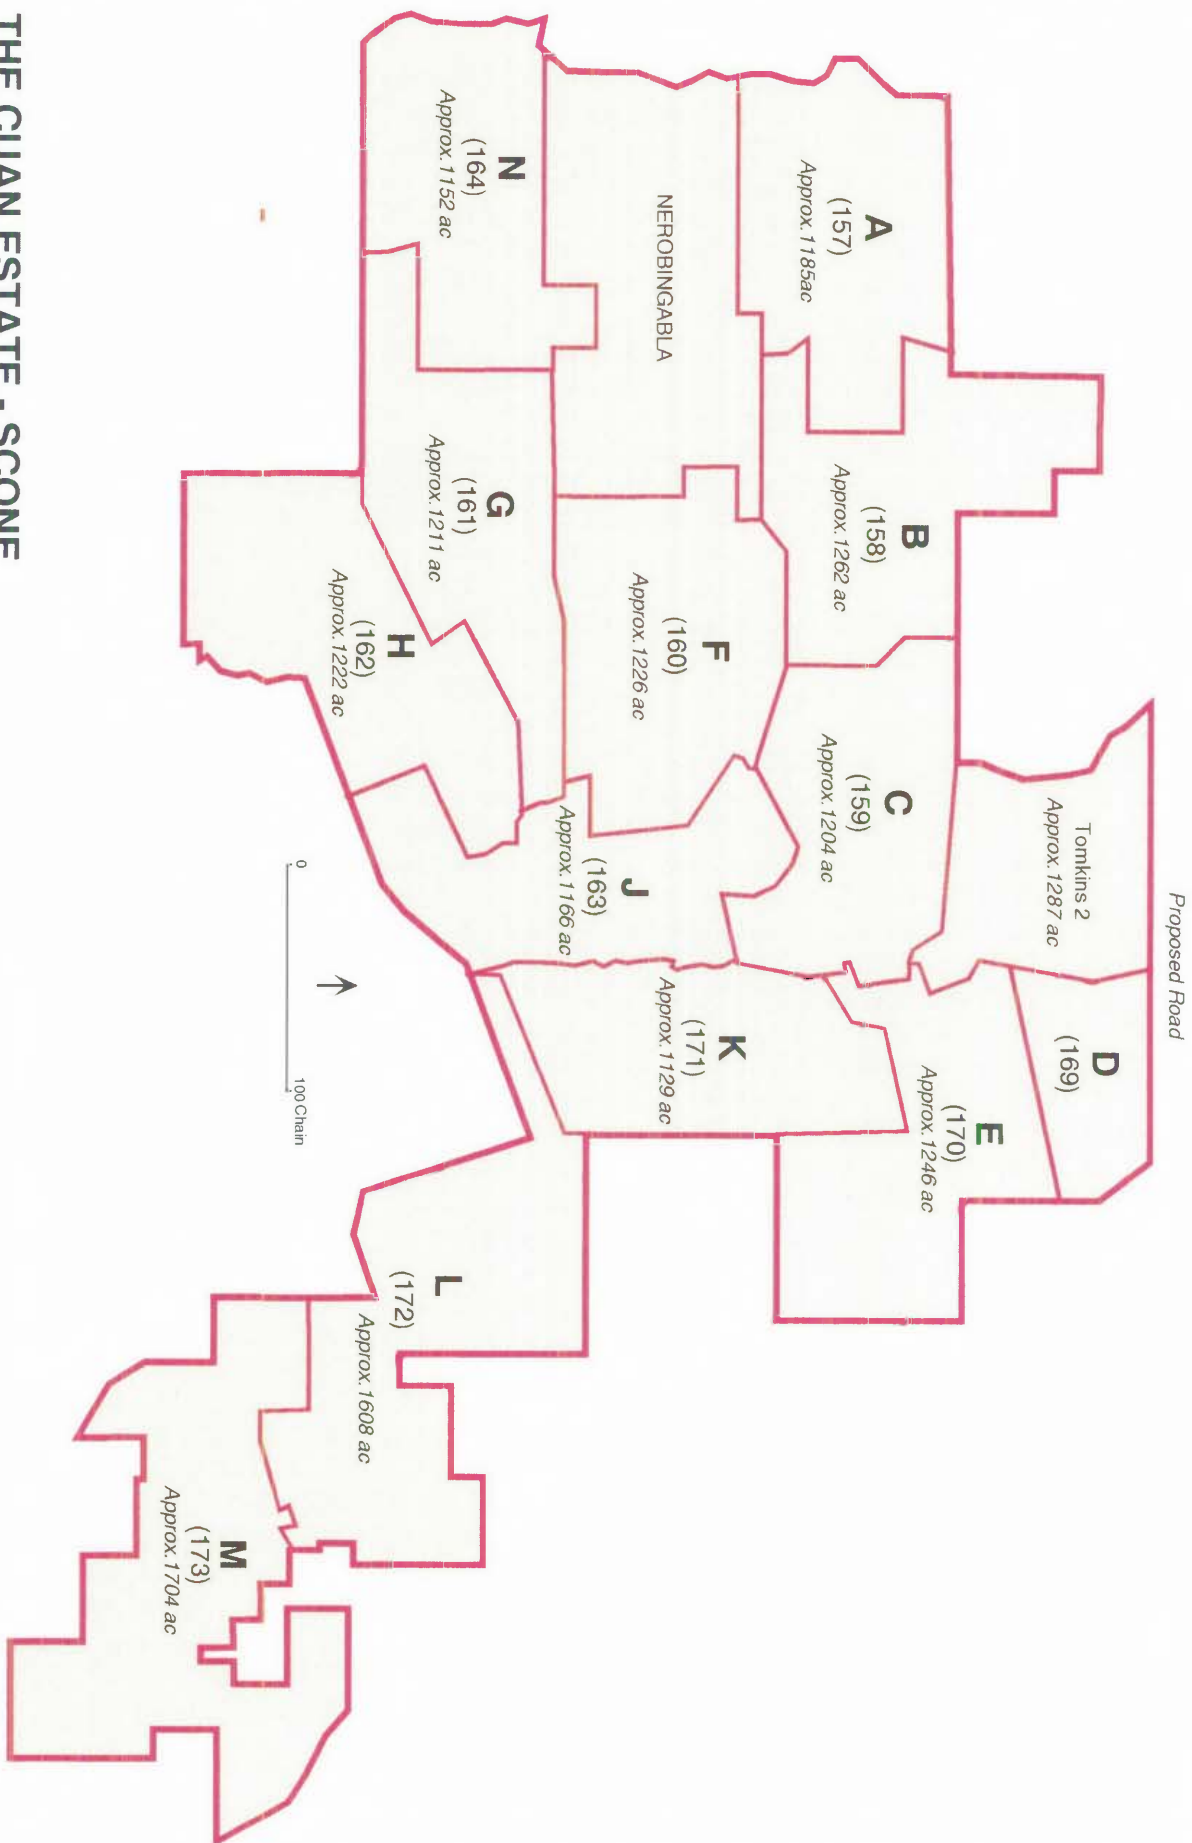 Proposed Road
A
(157)
Approx.1185ac
B
(158)
Approx.1262 ac
C
(159)
Approx.1204 ac
Tomkins 2
Approx.1287 ac
D
(169)
E
(170)
Approx.1246 ac
NEROBINGABLA
F
(160)
Approx.1226 ac
J
(163)
Approx.1166 ac
K
(171)
Approx.1129 ac
N
(164)
Approx.1152 ac
G
(161)
Approx.1211 ac
H
(162)
Approx.1222 ac
L
(172)
Approx.1608 ac
M
(173)
Approx.1704 ac
0 100 Chain
THE CUAN ESTATE - SCONE